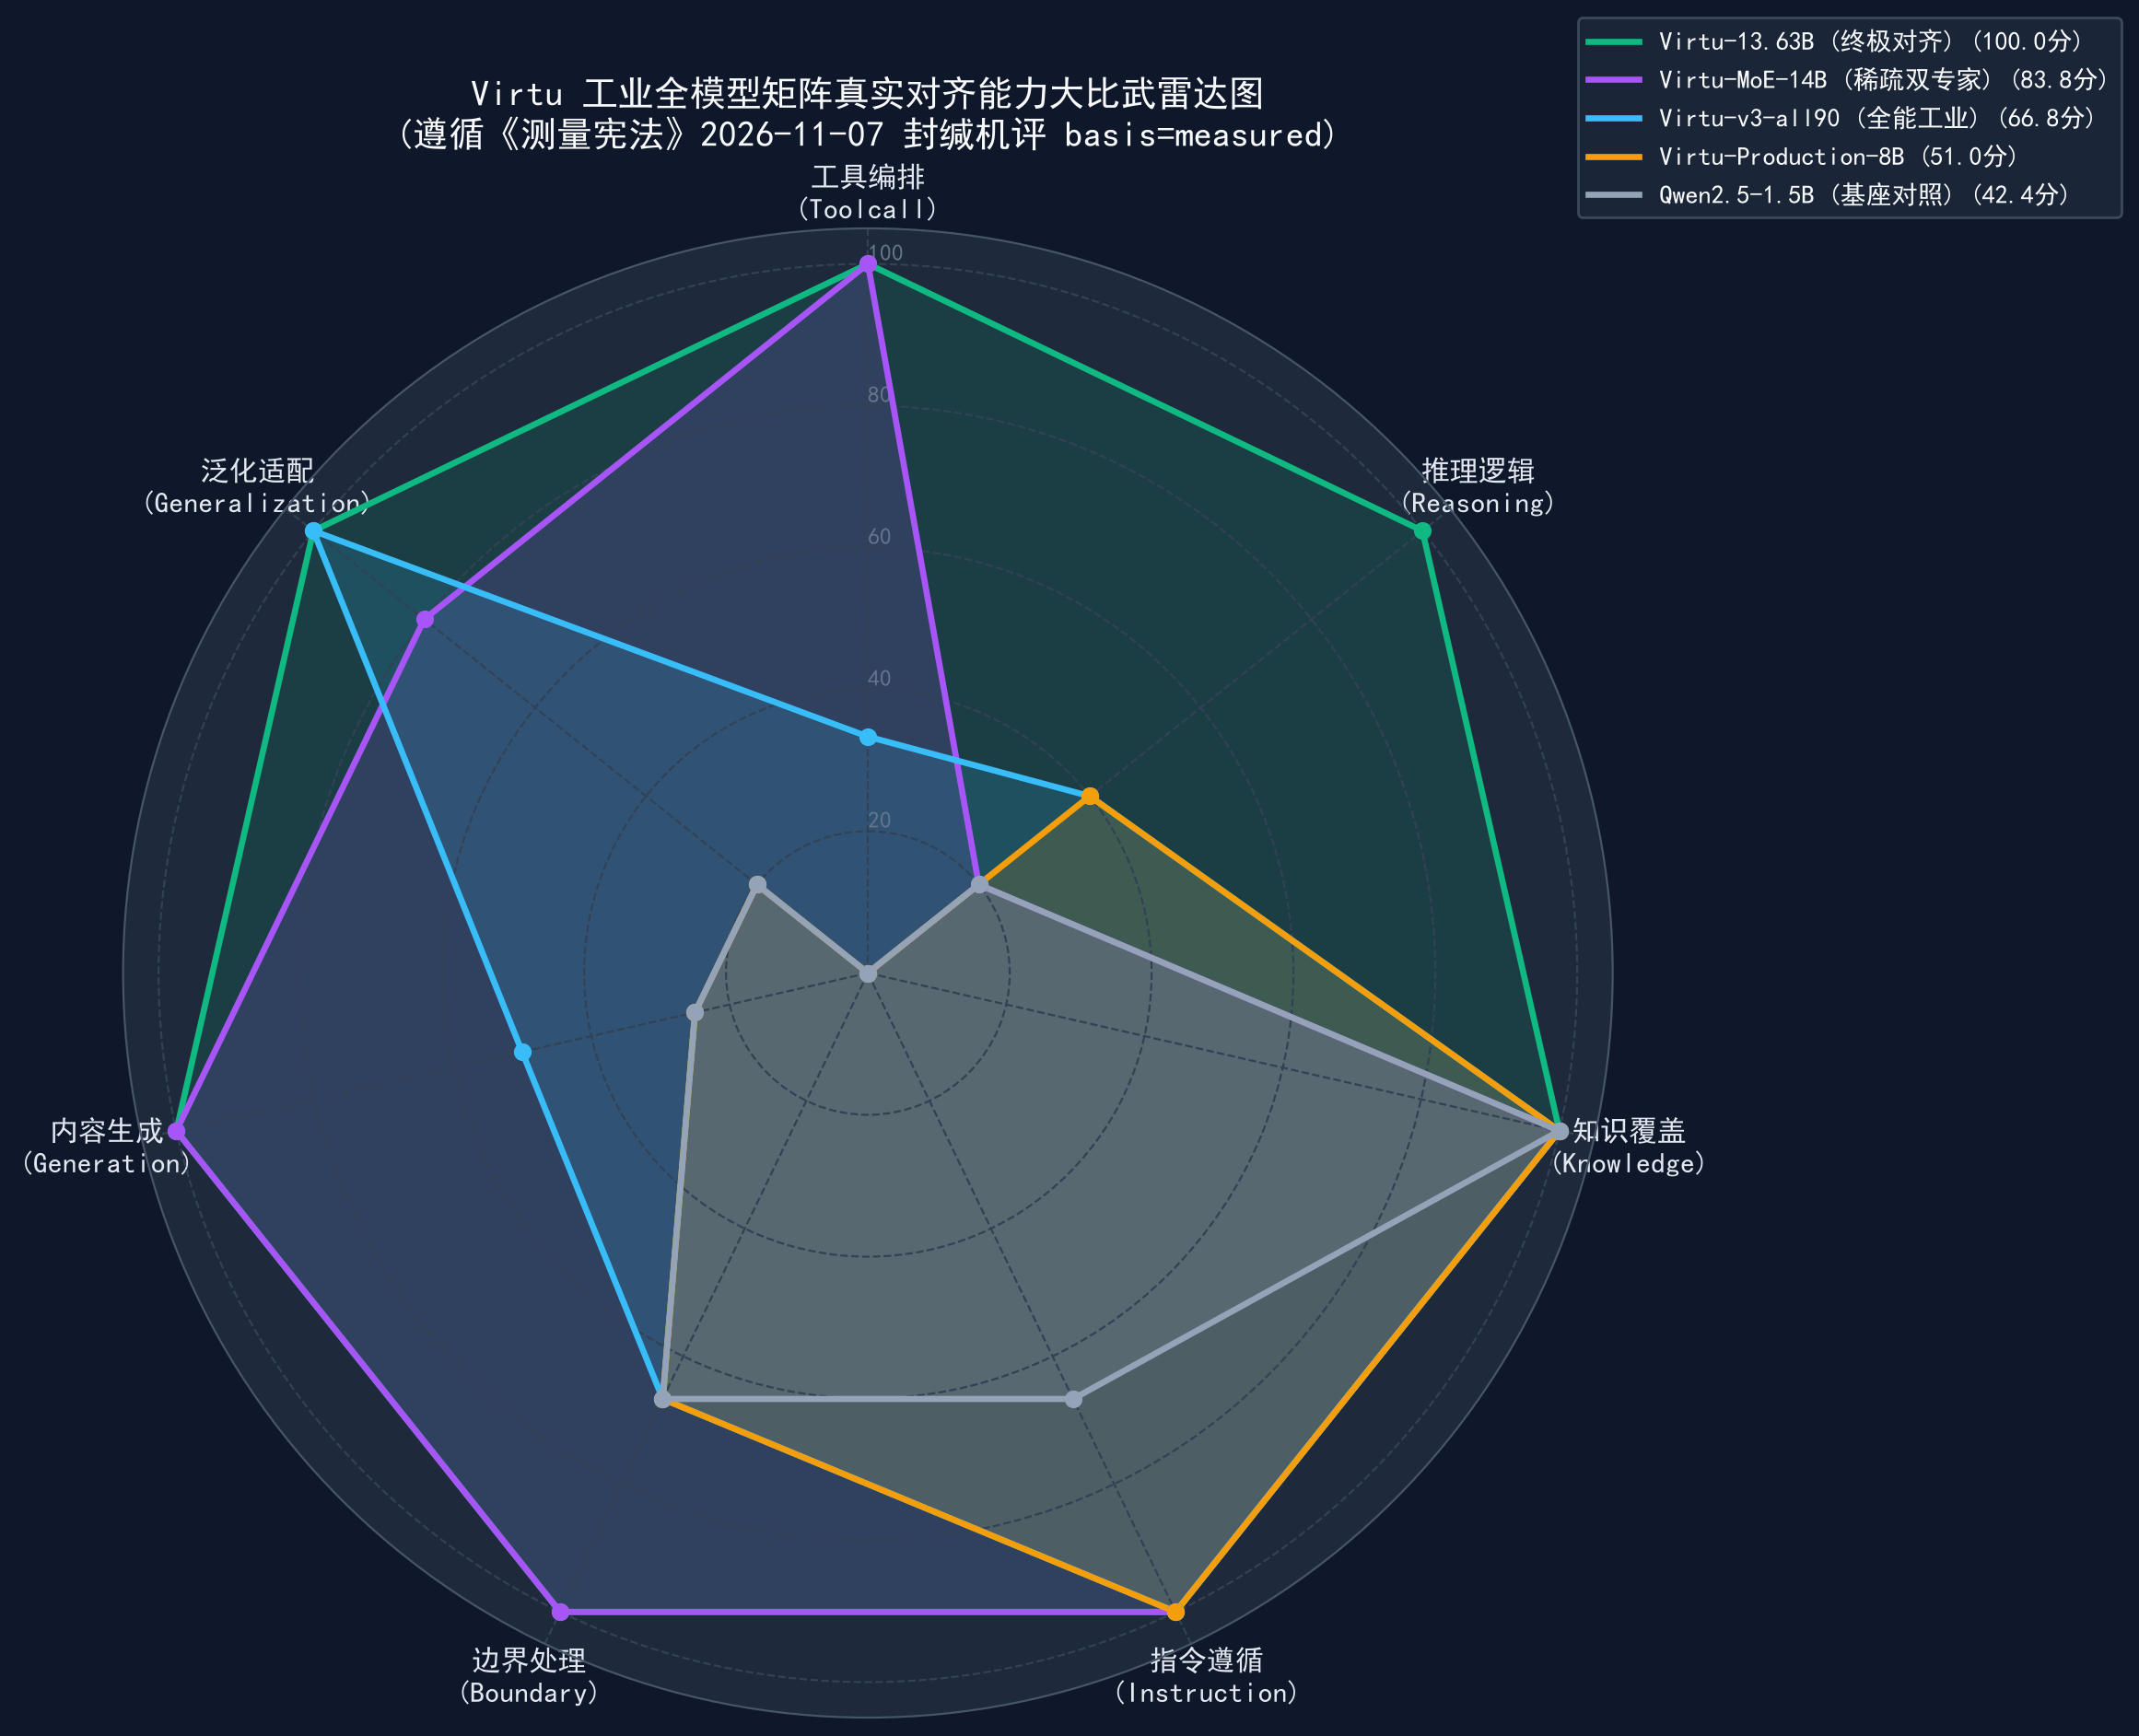 Virtu-13.63B (终极对齐) (100.0分)
Virtu-MoE-14B (稀疏双专家) (83.8分)
Virtu-v3-all90 (全能工业) (66.8分)
Virtu-Production-8B (51.0分)
Qwen2.5-1.5B (基座对照) (42.4分)
Virtu 工业全模型矩阵真实对齐能力大比武雷达图
(遵循《测量宪法》2026-11-07 封缄机评 basis=measured)
工具编排
(Toolcall)
100
80
60
40
20
泛化适配
(Generalization)
推理逻辑
(Reasoning)
内容生成
(Generation)
知识覆盖
(Knowledge)
边界处理
(Boundary)
指令遵循
(Instruction)